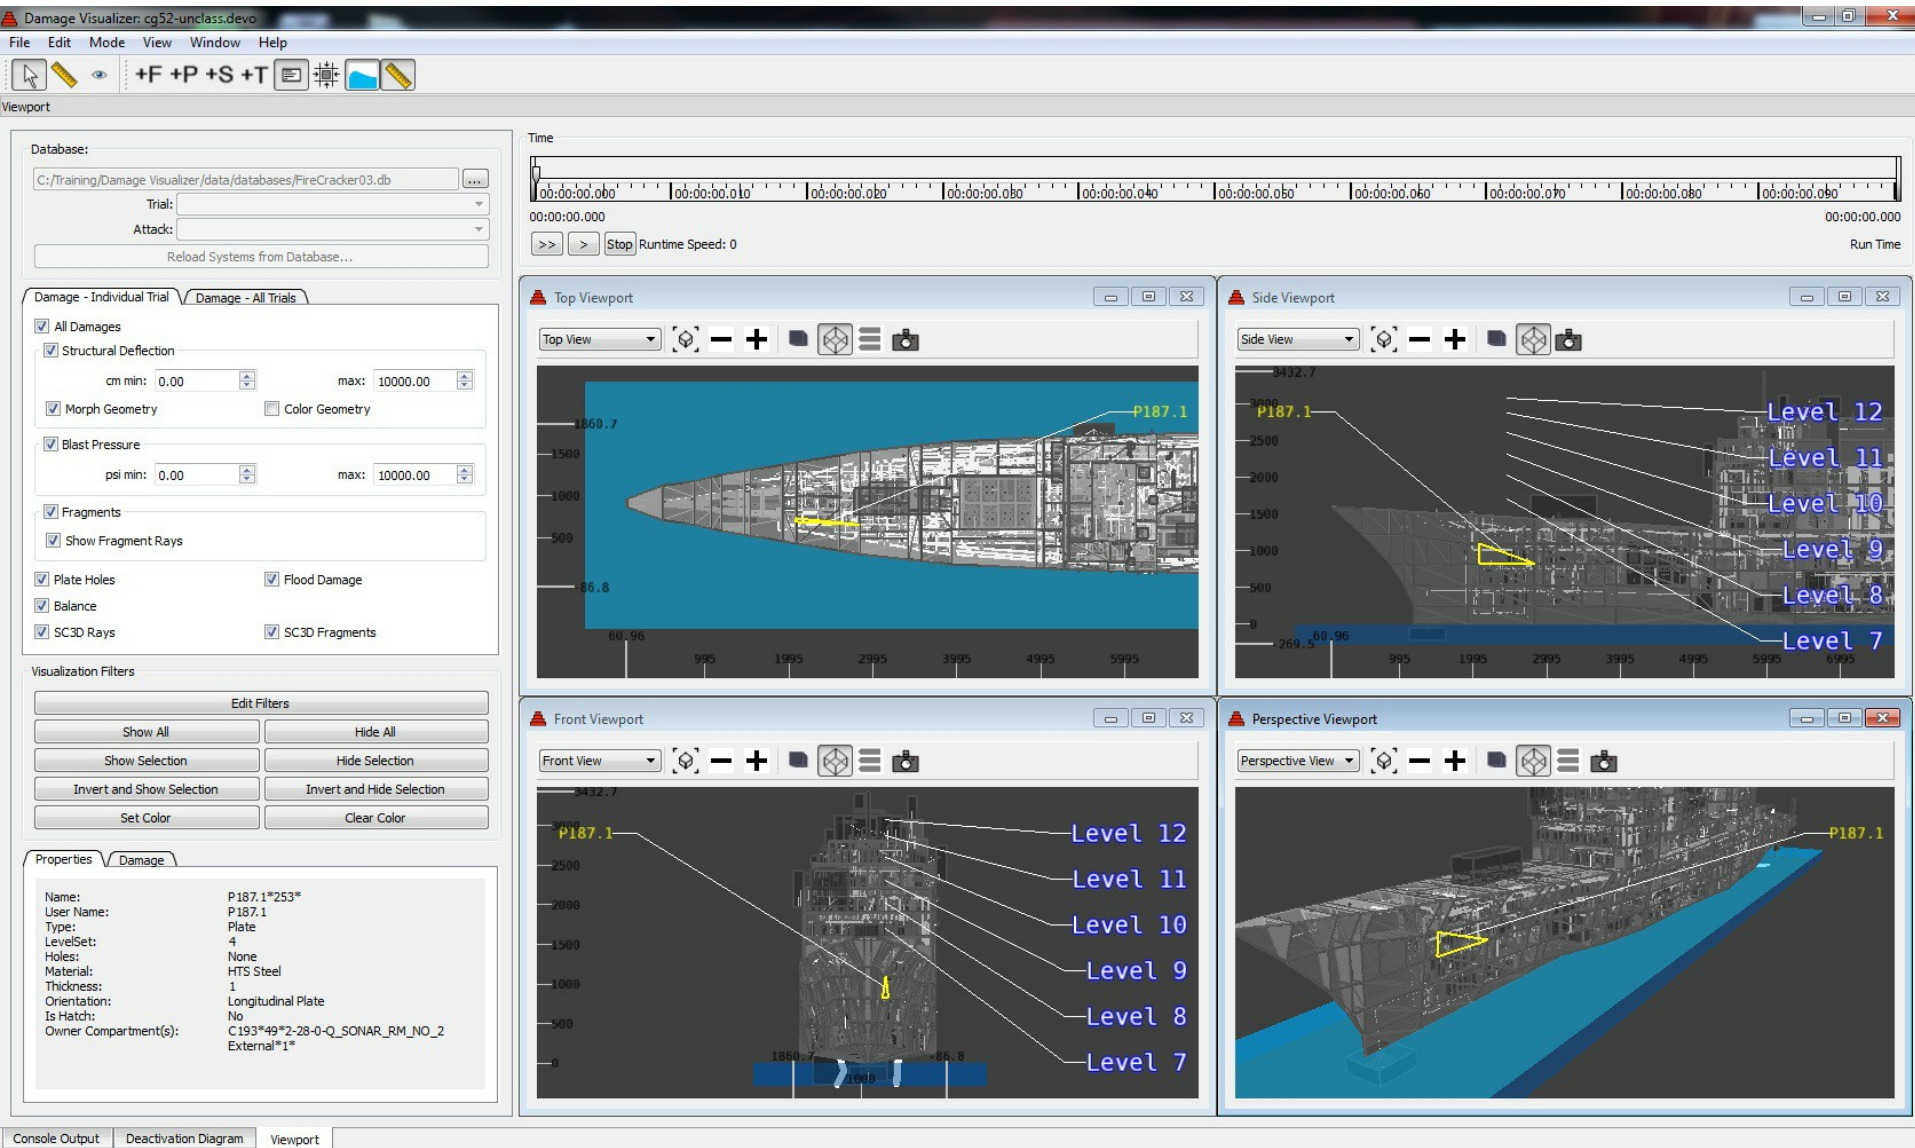 Damage Visualizer: cg52-unclass.devo
File Edit Mode View Window Help
+F +P +S +T
Viewport
Database:
C:/Training/Damage Visualizer/data/databases/FireCracker03.db ...
Trial:
Attack:
Reload Systems from Database...
Damage - Individual Trial Damage - All Trials
All Damages
Structural Deflection
cm min: 0.00 max: 10000.00
Morph Geometry Color Geometry
Blast Pressure
psi min: 0.00 max: 10000.00
Fragments
Show Fragment Rays
Plate Holes Flood Damage
Balance
SC3D Rays SC3D Fragments
Visualization Filters
Edit Filters
Show All Hide All
Show Selection Hide Selection
Invert and Show Selection Invert and Hide Selection
Set Color Clear Color
Properties Damage
Name: P187.1*253*
User Name: P187.1
Type: Plate
LevelSet: 4
Holes: None
Material: HTS Steel
Thickness: 1
Orientation: Longitudinal Plate
Is Hatch: No
Owner Compartment(s): C193*49*2-28-0-Q_SONAR_RM_NO_2
External*1*
Time
00:00:00.000 00:00:00.010 00:00:00.020 00:00:00.030 00:00:00.040 00:00:00.050 00:00:00.060 00:00:00.070 00:00:00.080 00:00:00.090
00:00:00.000 00:00:00.000
>> > Stop Runtime Speed: 0 Run Time
Top Viewport
Top View
P187.1
1860.7
1500
1000
500
-86.8
60.96
995 1995 2995 3995 4995 5995
Side Viewport
Side View
3432.7
3000
P187.1
2500
2000
1500
1000
500
0
-269.5
60.96
995 1995 2995 3995 4995 5995 6995
Level 12
Level 11
Level 10
Level 9
Level 8
Level 7
Front Viewport
Front View
3432.7
3000
P187.1
2500
2000
1500
1000
500
0
1860.7 -86.8
1000
Level 12
Level 11
Level 10
Level 9
Level 8
Level 7
Perspective Viewport
Perspective View
P187.1
Console Output Deactivation Diagram Viewport